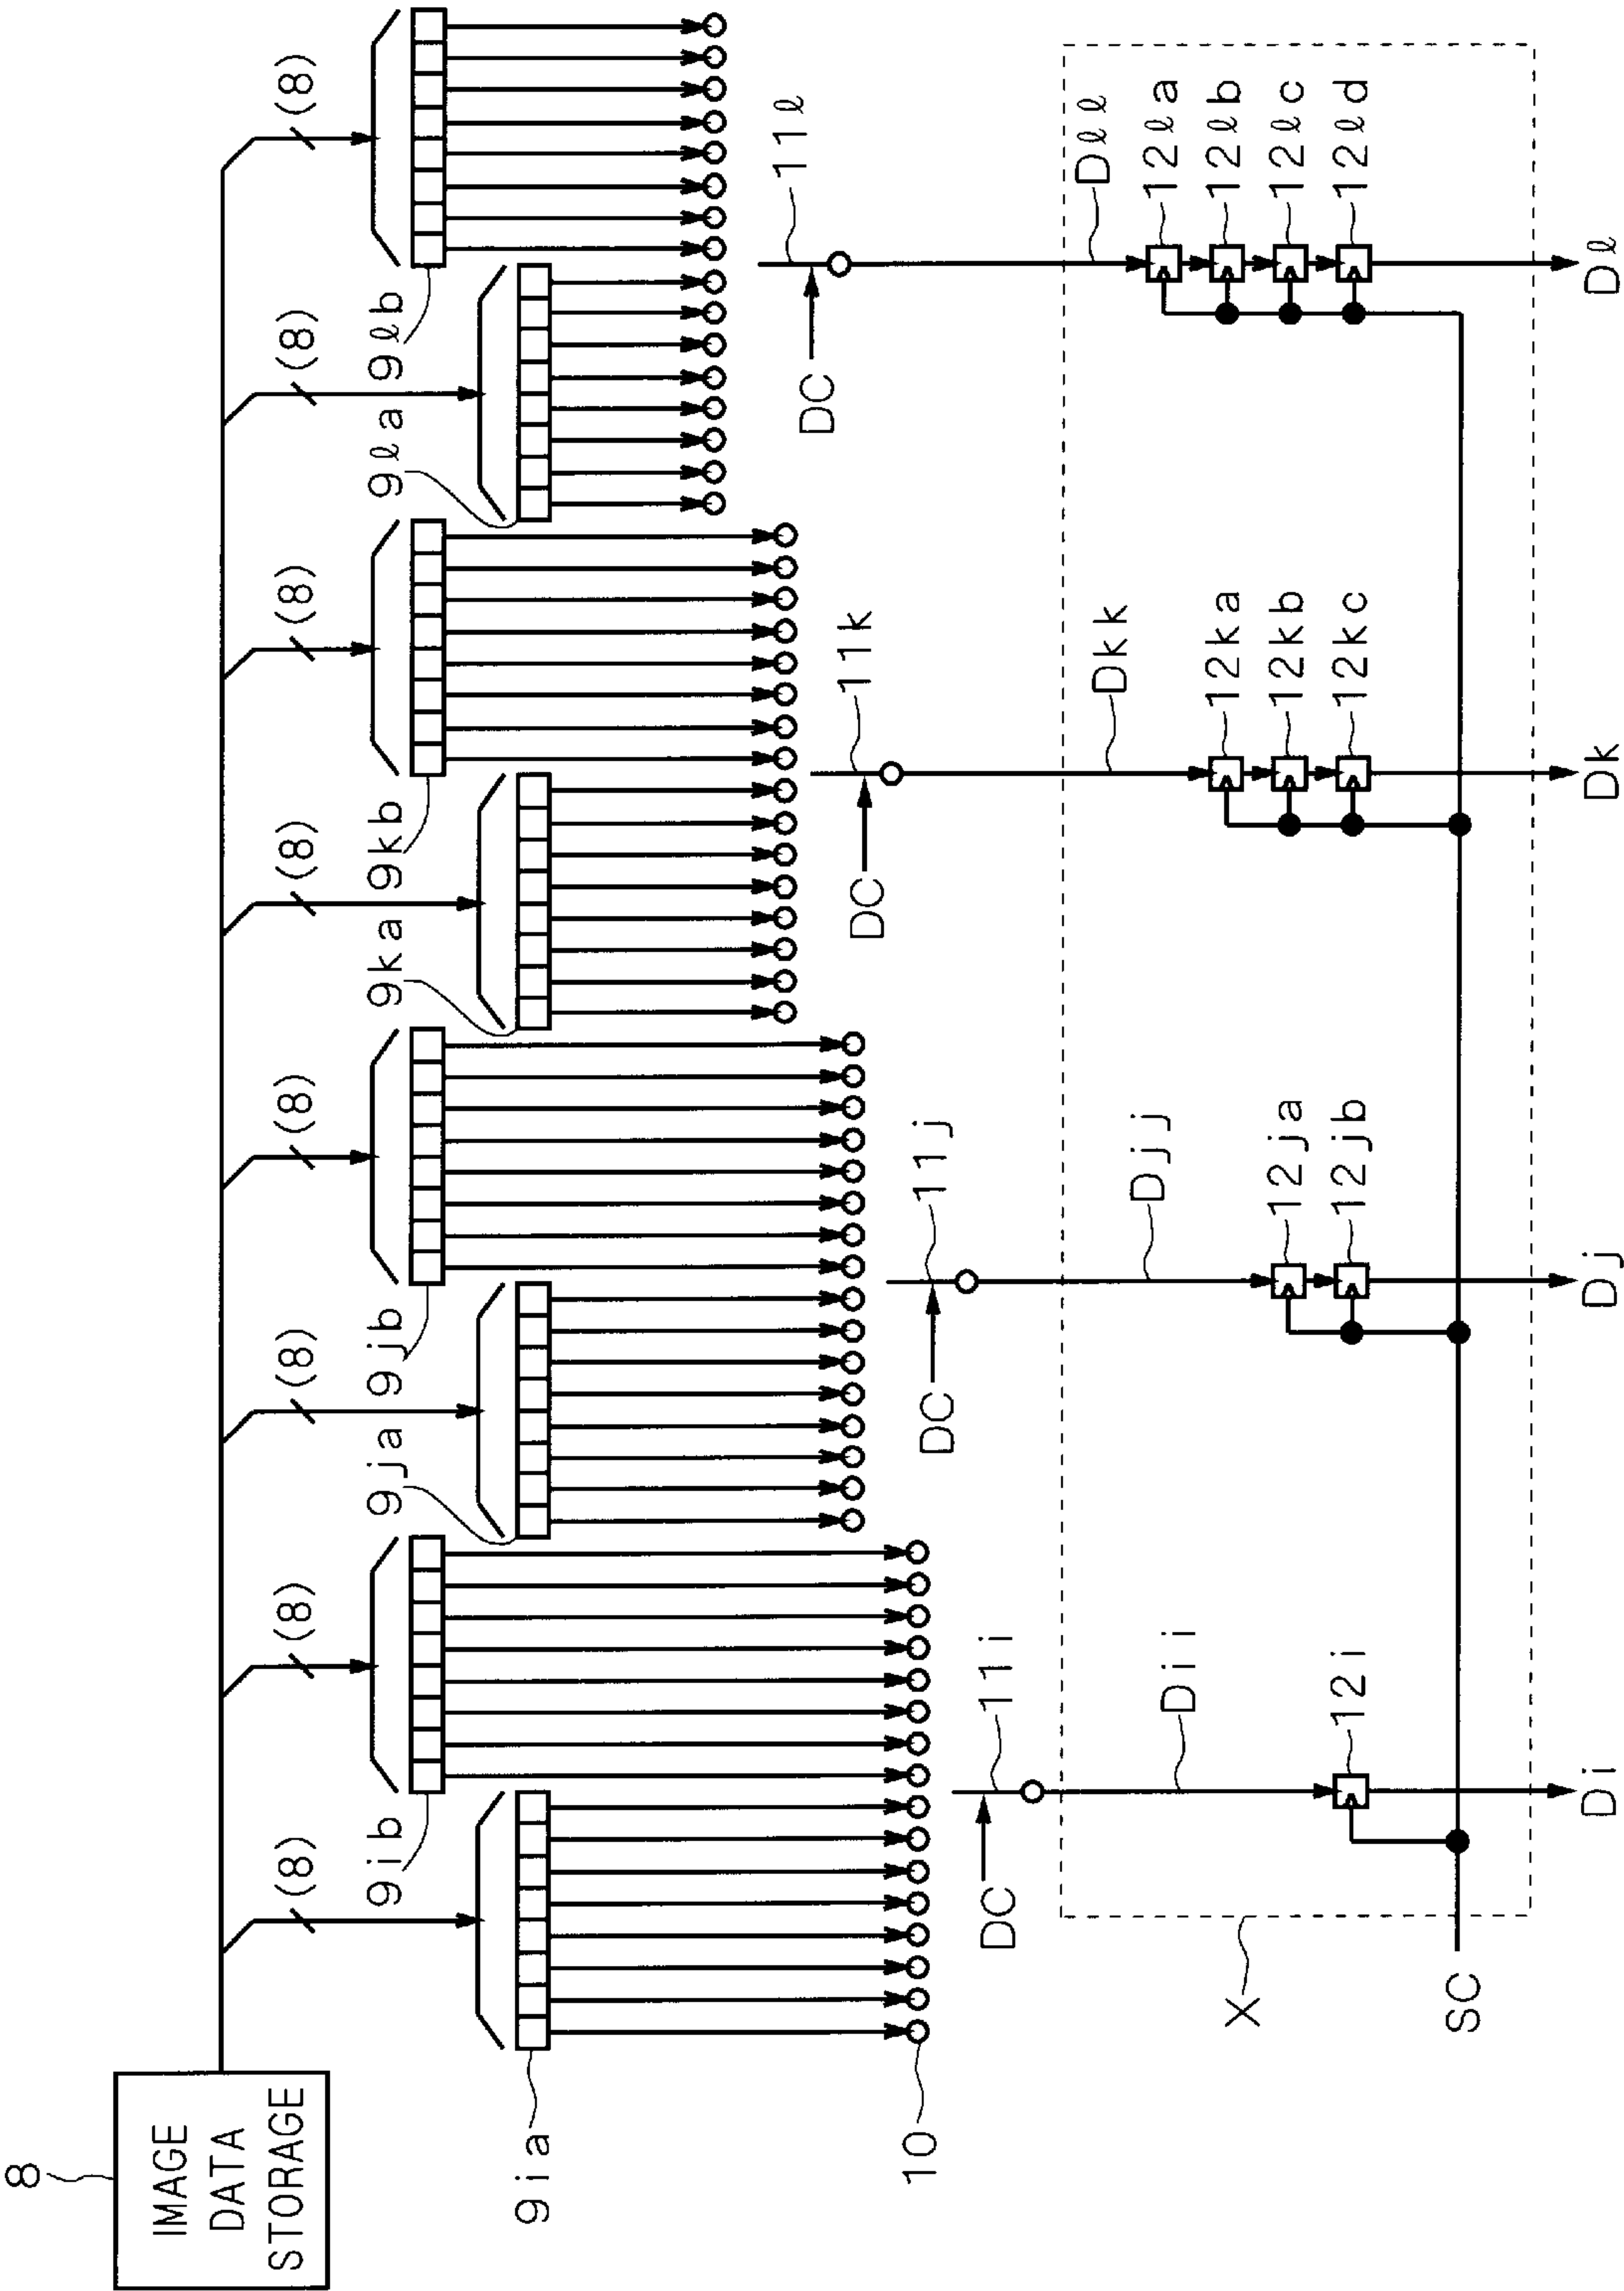 8
IMAGE
DATA
STORAGE
(8)
(8)
(8)
(8)
(8)
(8)
(8)
(8)
9ia
9ib
9ja
9jb
9ka
9kb
9ℓa
9ℓb
10
DC
11i
DC
11j
DC
11k
DC
11ℓ
X
Dii
Djj
Dkk
Dℓℓ
12i
12ja
12jb
12ka
12kb
12kc
12ℓa
12ℓb
12ℓc
12ℓd
SC
Di
Dj
Dk
Dℓ